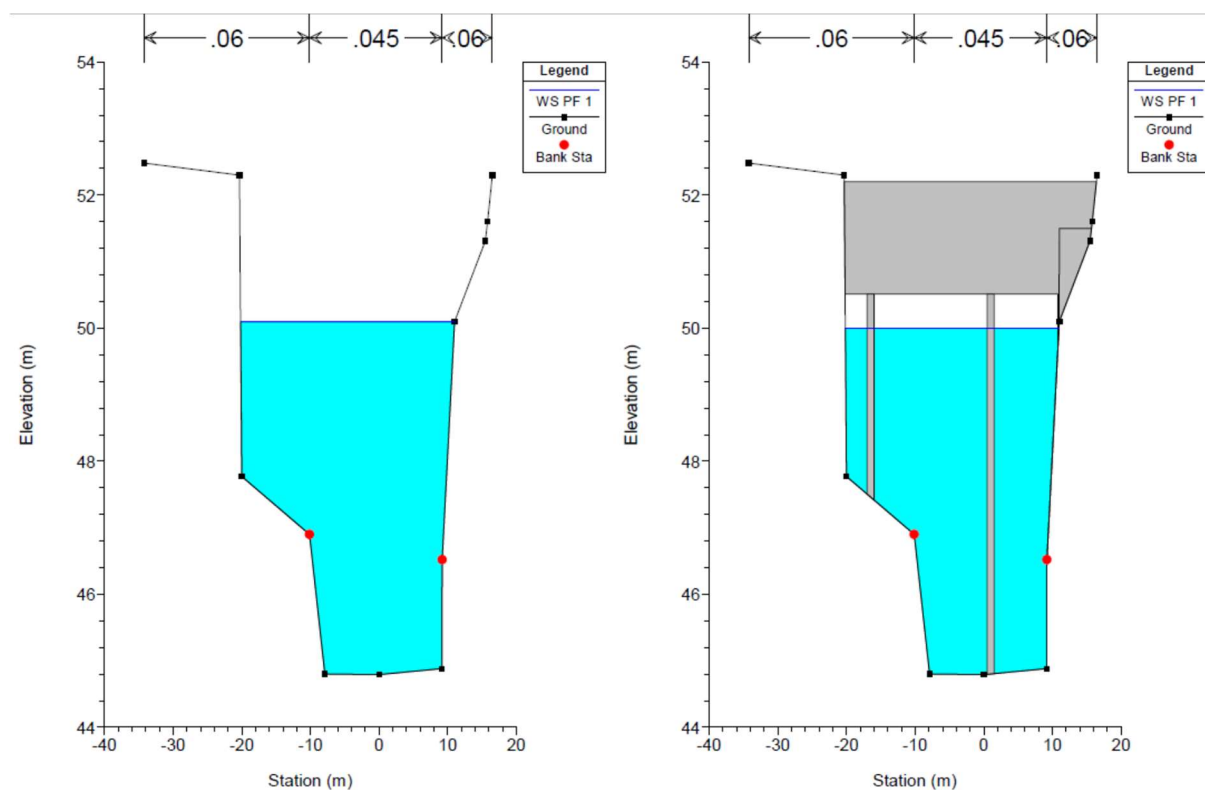 .06 .045 .06
54
52
50
48
46
44
-40 -30 -20 -10 0 10 20
Elevation (m)
Station (m)
Legend
WS PF 1
Ground
Bank Sta
.06 .045 .06
54
52
50
48
46
44
-40 -30 -20 -10 0 10 20
Elevation (m)
Station (m)
Legend
WS PF 1
Ground
Bank Sta